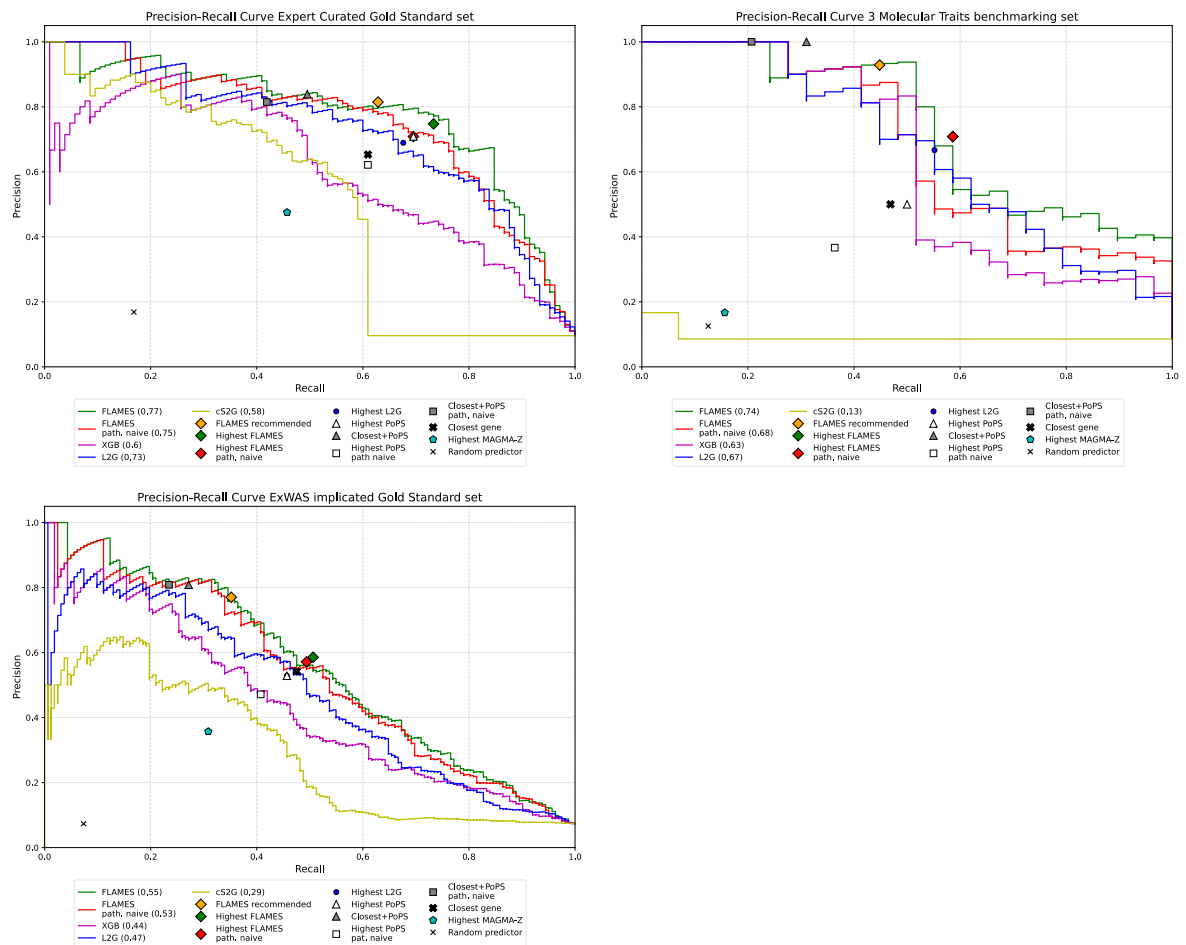 Precision-Recall Curve Expert Curated Gold Standard set
1.0
0.8
0.6
0.4
0.2
0.0
Precision
0.0 0.2 0.4 0.6 0.8 1.0
Recall
FLAMES (0,77)
FLAMES
path. naive (0.75)
XGB (0.6)
L2G (0,73)
cS2G (0,58)
FLAMES recommended
Highest FLAMES
Highest FLAMES
path. naive
Highest L2G
Highest PoPS
Closest+PoPS
Highest PoPS
path naive
Closest+PoPS
path, naive
Closest gene
Highest MAGMA-Z
Random predictor
Precision-Recall Curve 3 Molecular Traits benchmarking set
1.0
0.8
0.6
0.4
0.2
0.0
Precision
0.0 0.2 0.4 0.6 0.8 1.0
Recall
FLAMES (0,74)
FLAMES
path. naive (0.68)
XGB (0.63)
L2G (0,67)
cS2G (0,13)
FLAMES recommended
Highest FLAMES
Highest FLAMES
path. naive
Highest L2G
Highest PoPS
Closest+PoPS
Highest PoPS
path naive
Closest+PoPS
path. naive
Closest gene
Highest MAGMA-Z
Random predictor
Precision-Recall Curve ExWAS implicated Gold Standard set
1.0
0.8
0.6
0.4
0.2
0.0
Precision
0.0 0.2 0.4 0.6 0.8 1.0
Recall
FLAMES (0,55)
FLAMES
path. naive (0.53)
XGB (0.44)
L2G (0.47)
cS2G (0,29)
FLAMES recommended
Highest FLAMES
Highest FLAMES
path. naive
Highest L2G
Highest PoPS
Closest+PoPS
Highest PoPS
pat. naive
Closest+PoPS
path. naive
Closest gene
Highest MAGMA-Z
Random predictor